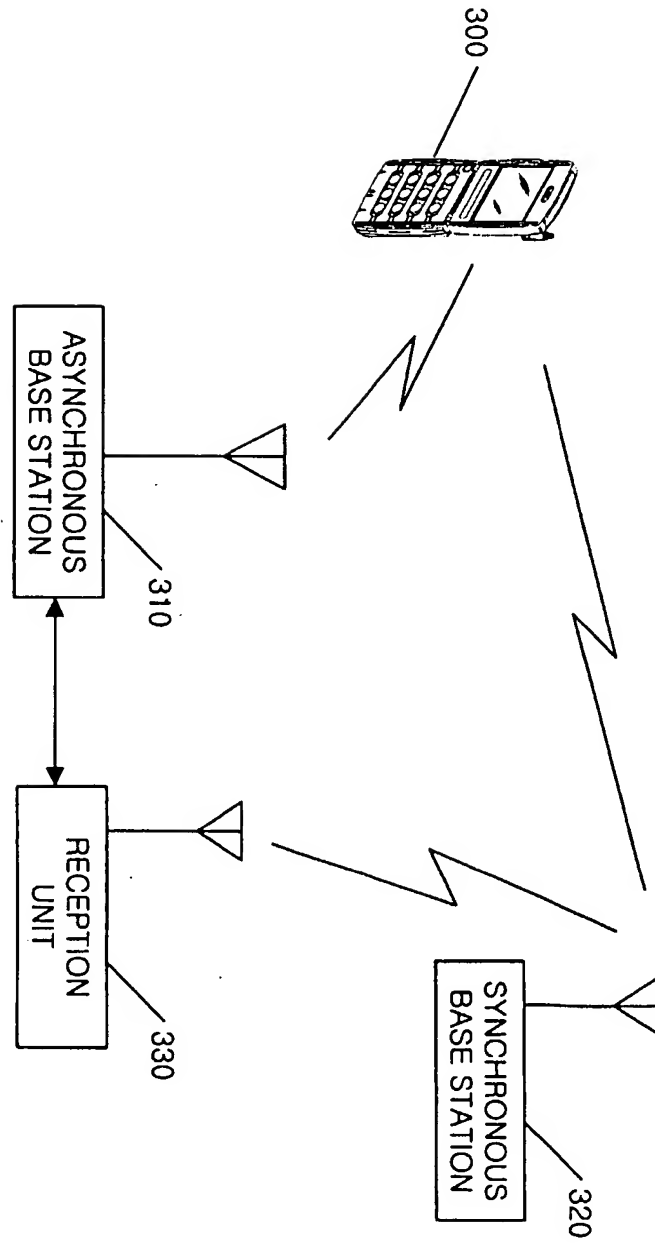 300
ASYNCHRONOUS
BASE STATION
310
RECEPTION
UNIT
330
SYNCHRONOUS
BASE STATION
320